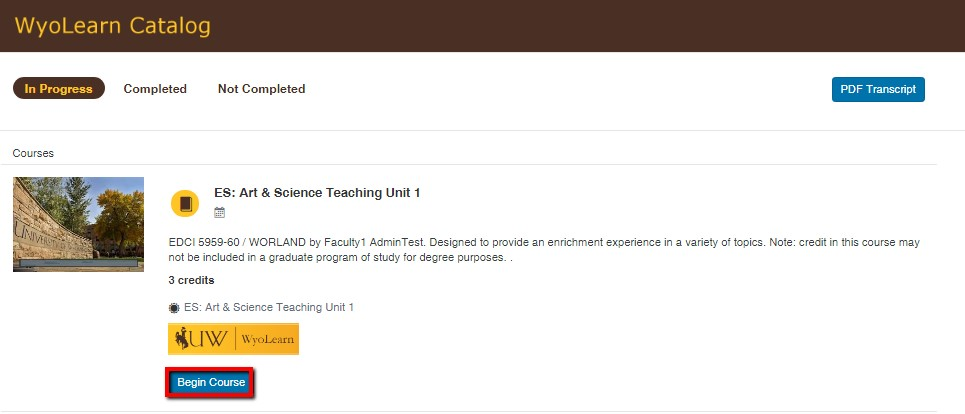 WyoLearn Catalog
In Progress
Completed
Not Completed
PDF Transcript
Courses
ES: Art & Science Teaching Unit 1
UNIVERSITY
EDCI 5959-60 / WORLAND by Faculty1 AdminTest. Designed to provide an enrichment experience in a variety of topics. Note: credit in this course may
not be included in a graduate program of study for degree purposes. .
3 credits
ES: Art & Science Teaching Unit 1
UW WyoLearn
Begin Course